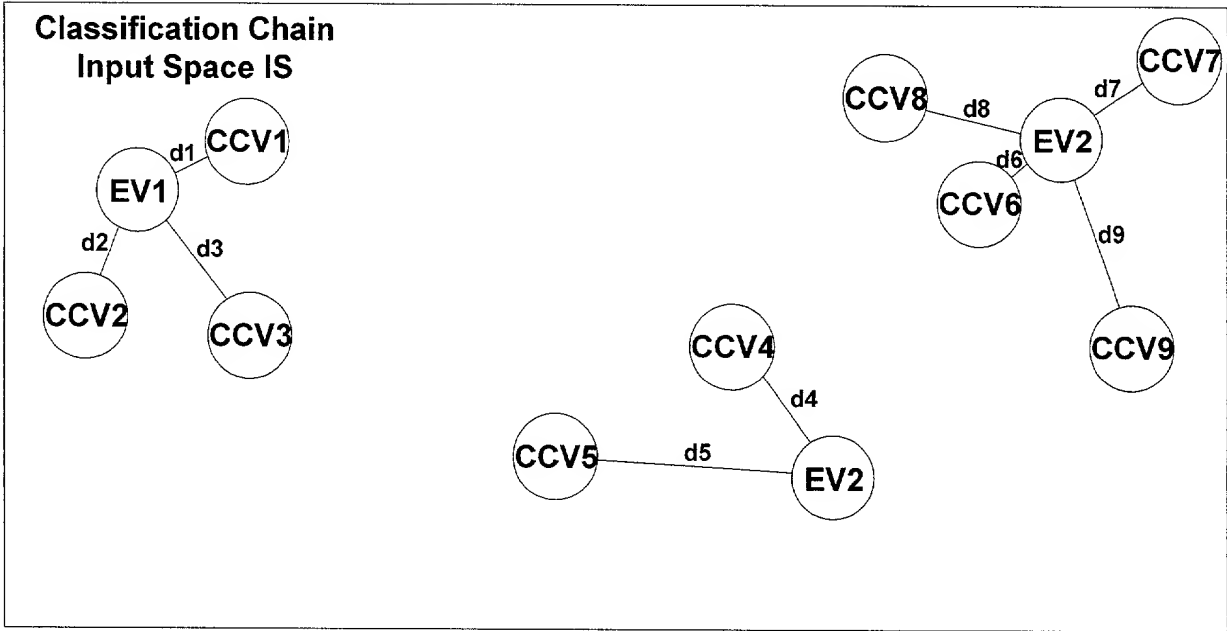 Classification Chain
Input Space IS
CCV1
d1
EV1
d2
d3
CCV2
CCV3
CCV7
CCV8
d7
d8
EV2
d6
CCV6
d9
CCV9
CCV4
d4
CCV5
d5
EV2